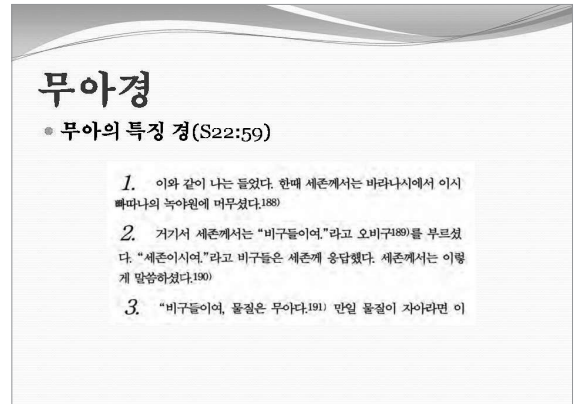 무아경
무아의 특징 경(S22:59)
1. 이와 같이 나는 들었다. 한때 세존께서는 바라나시에서 이시
빠따나의 녹야원에 머무셨다.188)
2. 거기서 세존께서는 “비구들이여.”라고 오비구189)를 부르셨
다. “세존이시여.”라고 비구들은 세존께 응답했다. 세존께서는 이렇
게 말씀하셨다.190)
3. “비구들이여, 물질은 무아다.191) 만일 물질이 자아라면 이